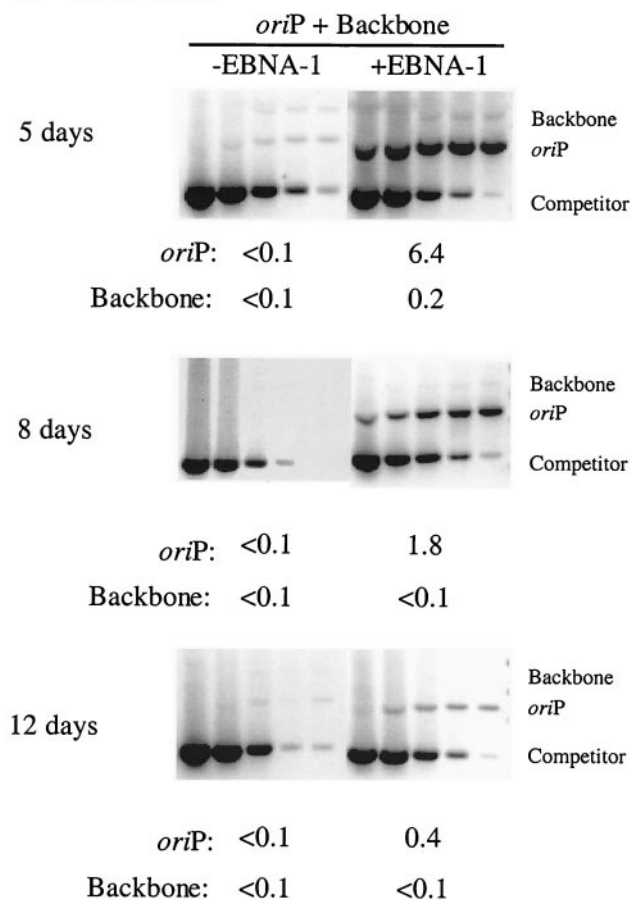 oriP + Backbone
-EBNA-1 +EBNA-1
5 days
Backbone
oriP
Competitor
oriP: <0.1 6.4
Backbone: <0.1 0.2
8 days
Backbone
oriP
Competitor
oriP: <0.1 1.8
Backbone: <0.1 <0.1
12 days
Backbone
oriP
Competitor
oriP: <0.1 0.4
Backbone: <0.1 <0.1